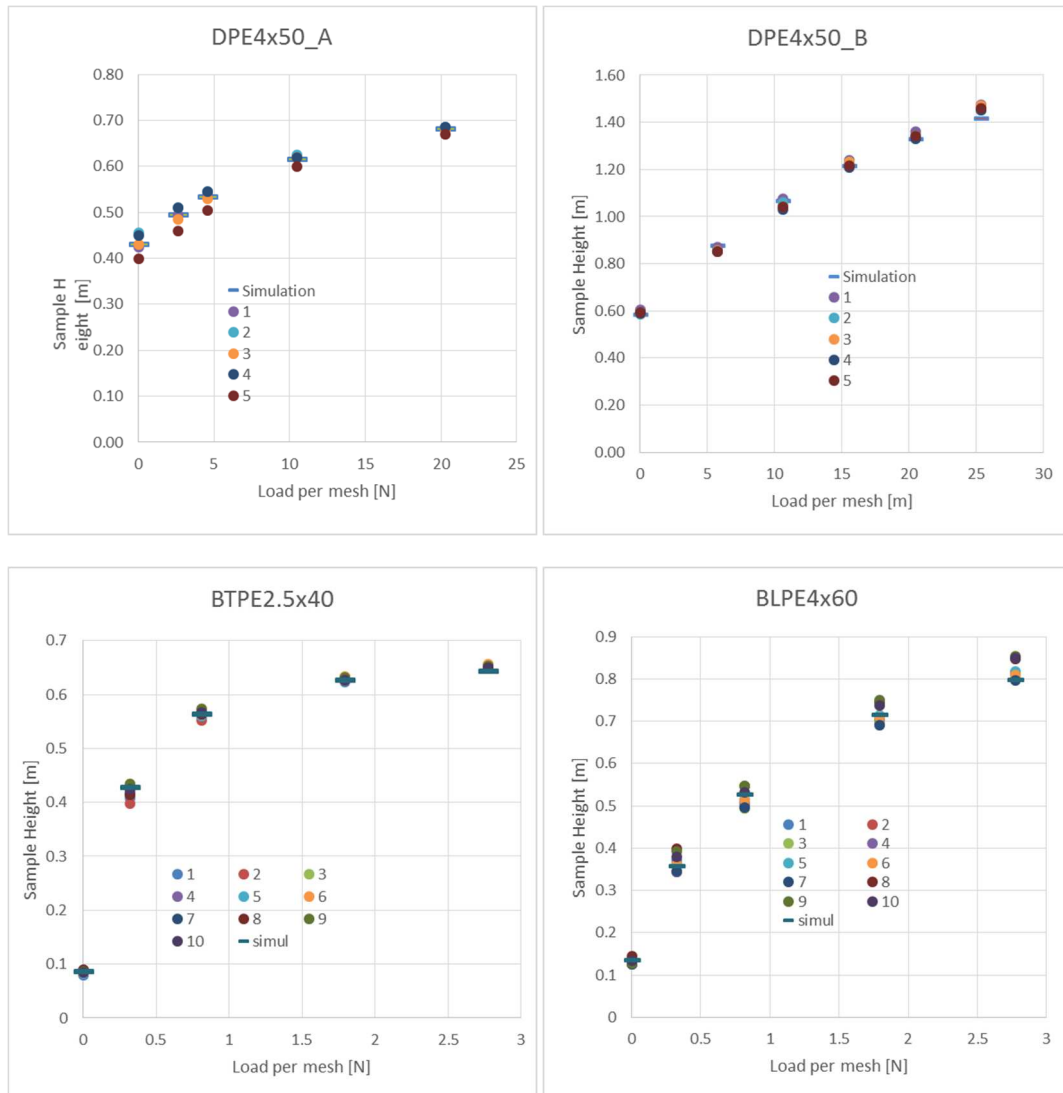 DPE4x50_A
0.80
0.70
0.60
0.50
0.40
0.30
0.20
0.10
0.00
Sample H
eight [m]
Simulation
1
2
3
4
5
0 5 10 15 20 25
Load per mesh [N]
DPE4x50_B
1.60
1.40
1.20
1.00
0.80
0.60
0.40
0.20
0.00
Sample Height [m]
Simulation
1
2
3
4
5
0 5 10 15 20 25 30
Load per mesh [m]
BTPE2.5x40
0.7
0.6
0.5
0.4
0.3
0.2
0.1
0
Sample Height [m]
1 2 3
4 5 6
7 8 9
10 simul
0 0.5 1 1.5 2 2.5 3
Load per mesh [N]
BLPE4x60
0.9
0.8
0.7
0.6
0.5
0.4
0.3
0.2
0.1
0
Sample Height [m]
1 2
3 4
5 6
7 8
9 10
simul
0 0.5 1 1.5 2 2.5 3
Load per mesh [N]